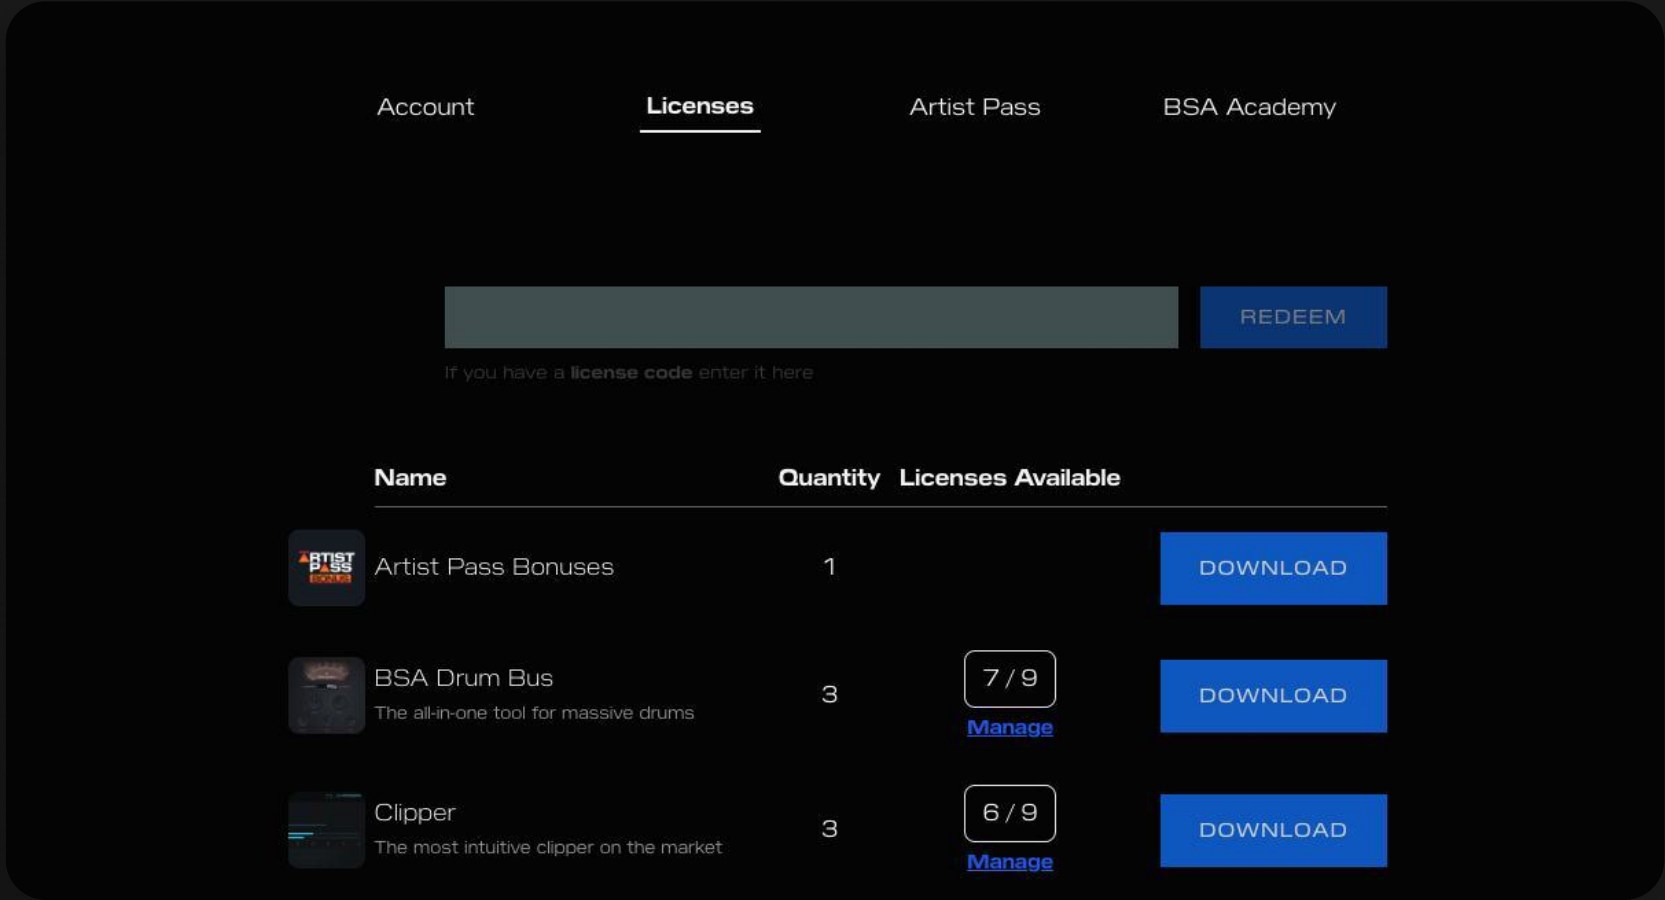 Account Licenses Artist Pass BSA Academy
REDEEM
If you have a license code enter it here
Name Quantity Licenses Available
ARTIST
PASS
BONUS
Artist Pass Bonuses 1 DOWNLOAD
BSA Drum Bus
The all-in-one tool for massive drums
3
7 / 9
Manage
DOWNLOAD
Clipper
The most intuitive clipper on the market
3
6 / 9
Manage
DOWNLOAD